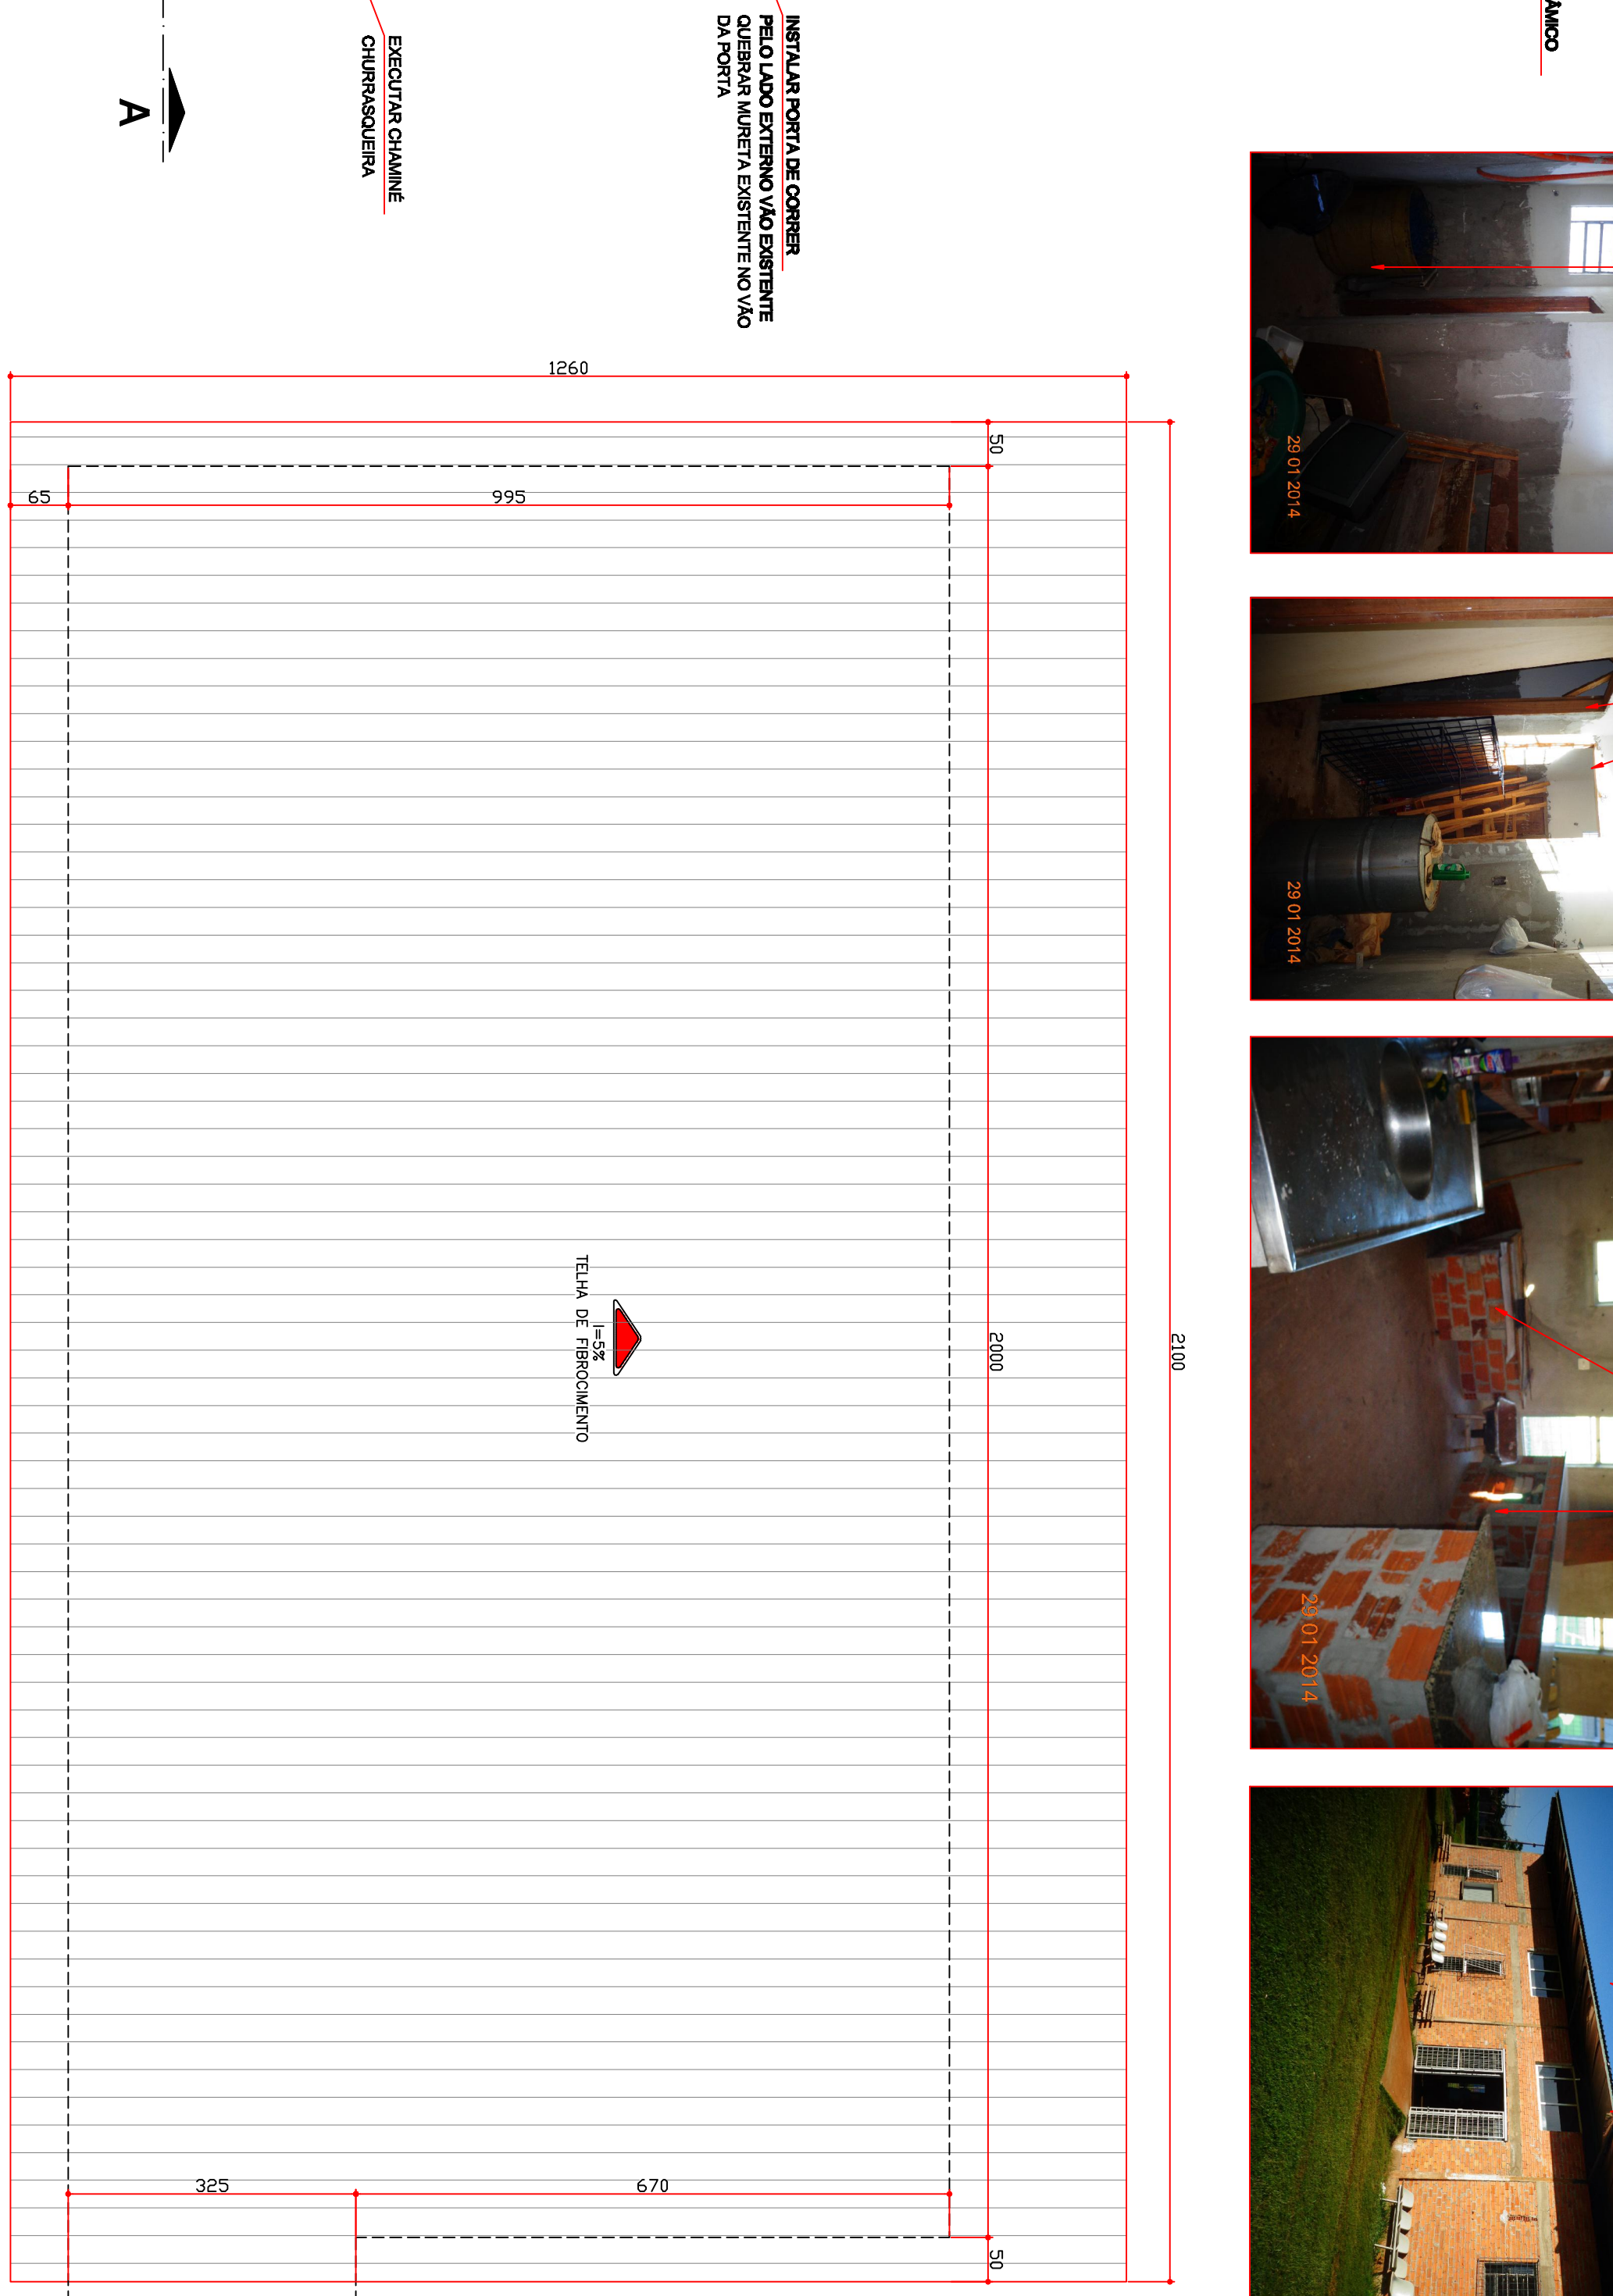 ÂMICO
INSTALAR PORTA DE CORRER
PELO LADO EXTERNO VÃO EXISTENTE
QUEBRAR MURETA EXISTENTE NO VÃO
DA PORTA
EXECUTAR CHAMINÉ
CHURRASQUEIRA
A
29 01 2014
29 01 2014
29 01 2014
1260
2100
50
2000
50
65
995
I=5%
TELHA DE FIBROCIMENTO
325
670